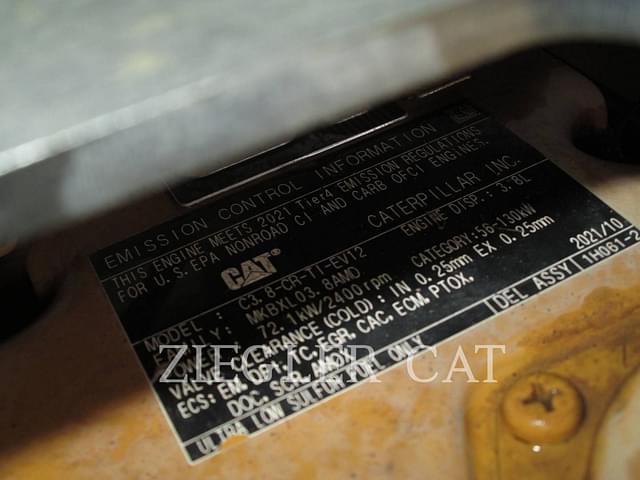 EMISSION CONTROL INFORMATION
THIS ENGINE MEETS 2021 Tier4 EMISSION REGULATIONS
FOR U.S. EPA NONROAD CI AND CARB OFCI ENGINES.
CAT
CATERPILLAR INC.
MODEL : C3.8-CR-TI-EV12
ENGINE DISP.: 3.8L
MKBXL03.8AMD
CATEGORY:56-130kW
72.1kW/2400rpm
CLEARANCE (COLD): IN 0.25mm EX 0.25mm
ECS: EM, TC, EGR, CAC, ECM, PTOX,
DOC, SCR,
ULTRA LOW SULFUR FUEL ONLY
DEL ASSY
2021/10
1H061-2
ZIEGLER CAT